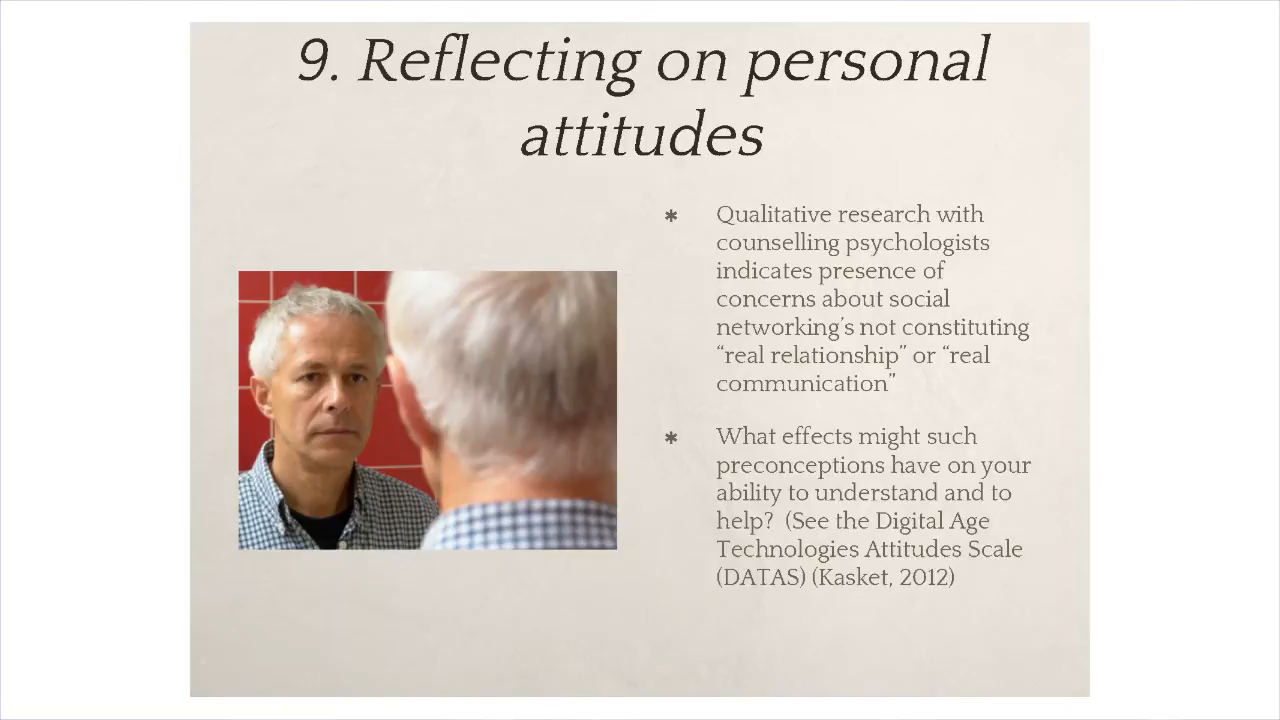 9. Reflecting on personal
attitudes
✱ Qualitative research with
counselling psychologists
indicates presence of
concerns about social
networking’s not constituting
“real relationship” or “real
communication”
✱ What effects might such
preconceptions have on your
ability to understand and to
help?  (See the Digital Age
Technologies Attitudes Scale
(DATAS) (Kasket, 2012)